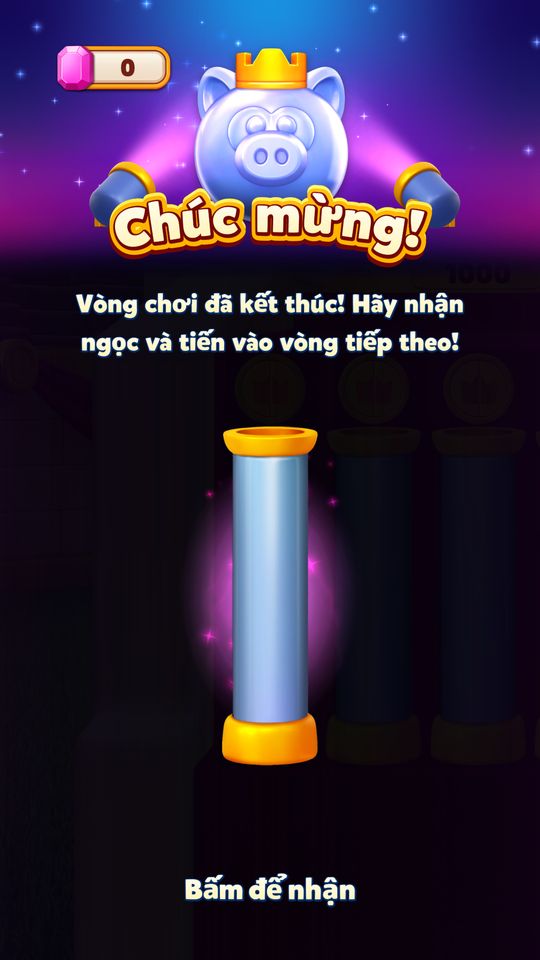 0
Chúc mừng!
1000
Vòng chơi đã kết thúc! Hãy nhận
ngọc và tiến vào vòng tiếp theo!
Bấm để nhận